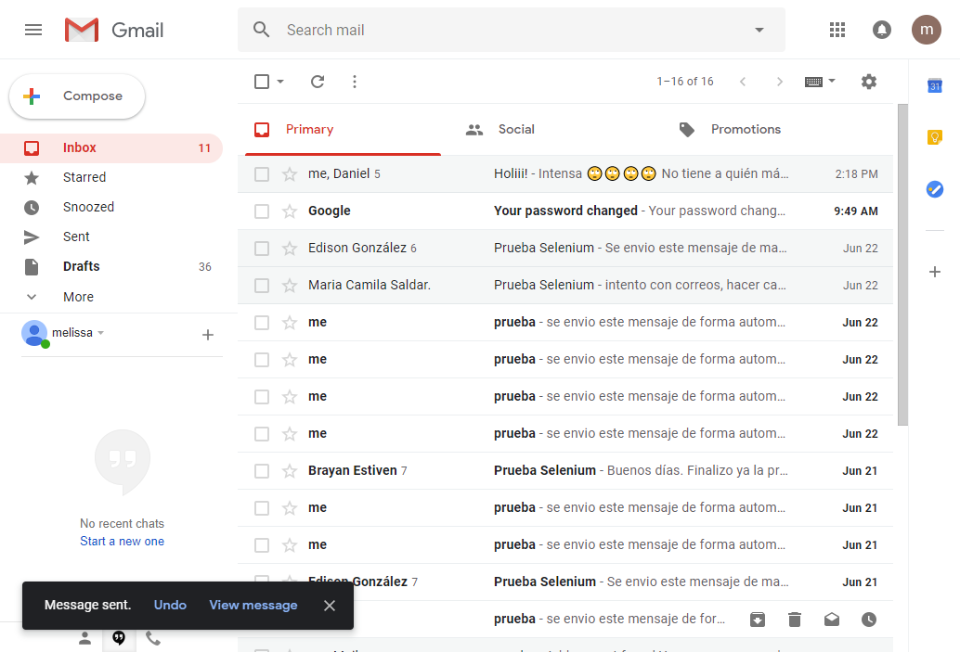 Gmail
Search mail
m
Compose
1–16 of 16
31
Primary
Social
Promotions
Inbox 11
Starred
Snoozed
Sent
Drafts 36
More
melissa
No recent chats
Start a new one
me, Daniel 5 Holiii! - Intensa 🙄🙄🙄🙄 No tiene a quién má… 2:18 PM
Google Your password changed - Your password chang… 9:49 AM
Edison González 6 Prueba Selenium - Se envio este mensaje de ma… Jun 22
Maria Camila Saldar. Prueba Selenium - intento con correos, hacer ca… Jun 22
me prueba - se envio este mensaje de forma autom… Jun 22
me prueba - se envio este mensaje de forma autom… Jun 22
me prueba - se envio este mensaje de forma autom… Jun 22
me prueba - se envio este mensaje de forma autom… Jun 22
Brayan Estiven 7 Prueba Selenium - Buenos días. Finalizo ya la pr… Jun 21
me prueba - se envio este mensaje de forma autom… Jun 21
me prueba - se envio este mensaje de forma autom… Jun 21
Edison González 7 Prueba Selenium - Se envio este mensaje de ma… Jun 21
prueba - se envio este mensaje de for…
Message sent. Undo View message